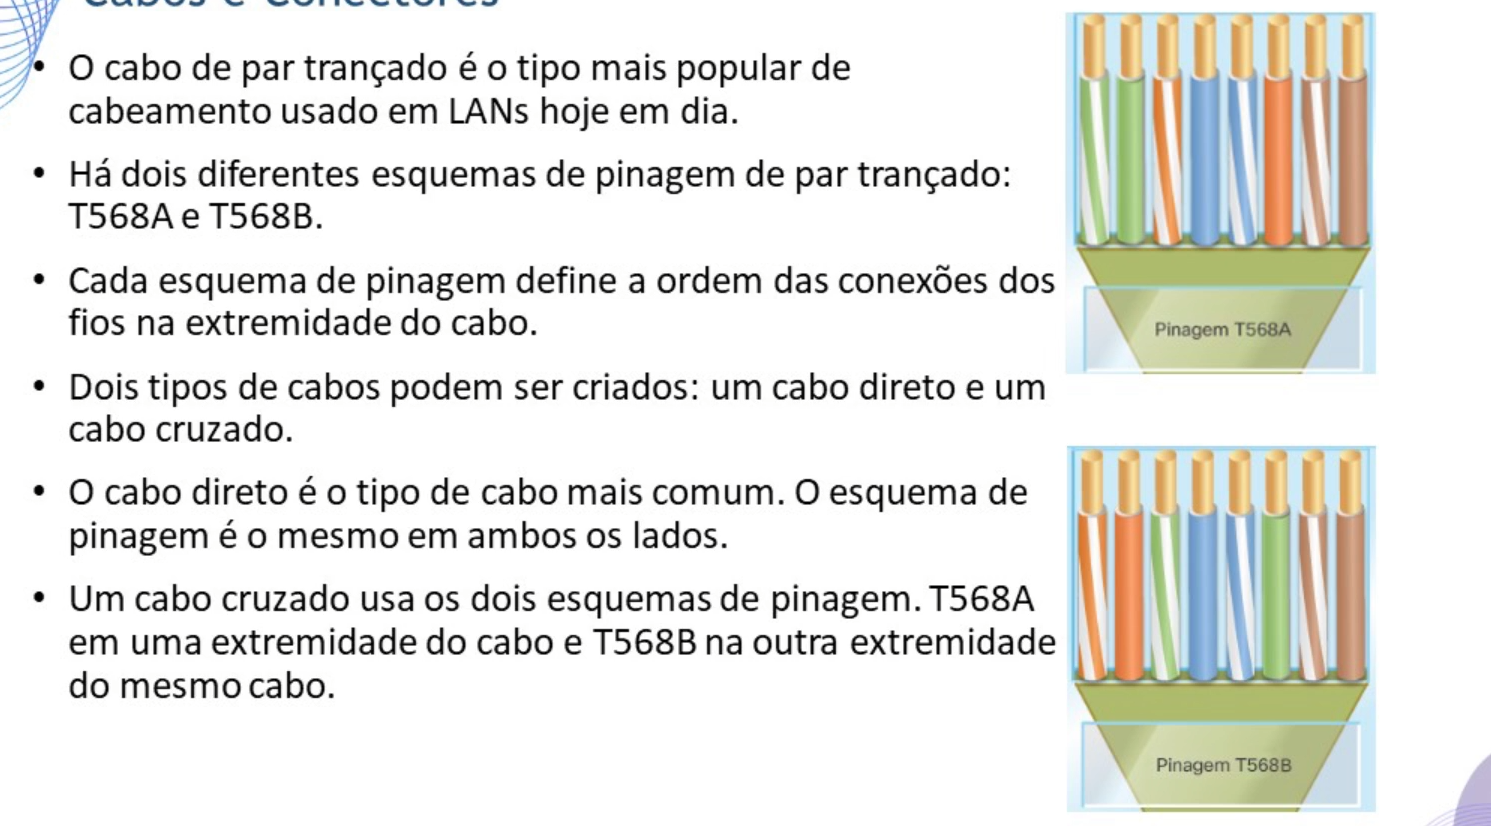 Cabos e Conectores
• O cabo de par trançado é o tipo mais popular de
cabeamento usado em LANs hoje em dia.
• Há dois diferentes esquemas de pinagem de par trançado:
T568A e T568B.
• Cada esquema de pinagem define a ordem das conexões dos
fios na extremidade do cabo.
• Dois tipos de cabos podem ser criados: um cabo direto e um
cabo cruzado.
• O cabo direto é o tipo de cabo mais comum. O esquema de
pinagem é o mesmo em ambos os lados.
• Um cabo cruzado usa os dois esquemas de pinagem. T568A
em uma extremidade do cabo e T568B na outra extremidade
do mesmo cabo.
Pinagem T568A
Pinagem T568B